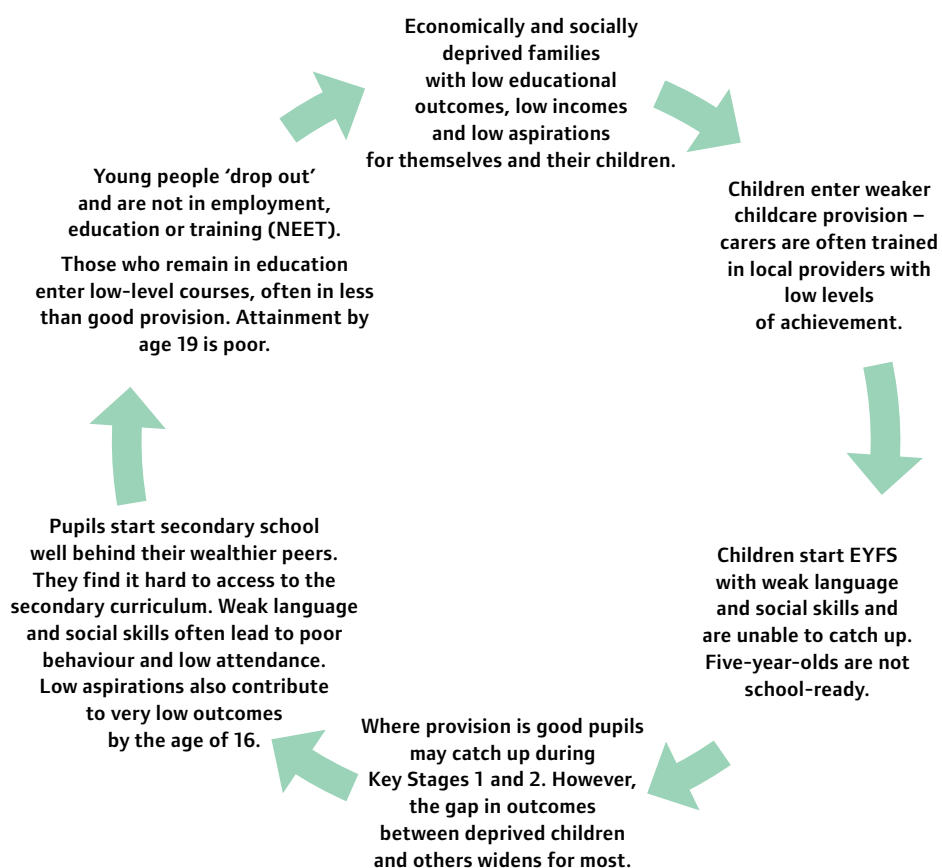 Economically and socially
deprived families
with low educational
outcomes, low incomes
and low aspirations
for themselves and their children.
Children enter weaker
childcare provision –
carers are often trained
in local providers with
low levels
of achievement.
Children start EYFS
with weak language
and social skills and
are unable to catch up.
Five-year-olds are not
school-ready.
Where provision is good pupils
may catch up during
Key Stages 1 and 2. However,
the gap in outcomes
between deprived children
and others widens for most.
Pupils start secondary school
well behind their wealthier peers.
They find it hard to access to the
secondary curriculum. Weak language
and social skills often lead to poor
behaviour and low attendance.
Low aspirations also contribute
to very low outcomes
by the age of 16.
Young people ‘drop out’
and are not in employment,
education or training (NEET).
Those who remain in education
enter low-level courses, often in less
than good provision. Attainment by
age 19 is poor.